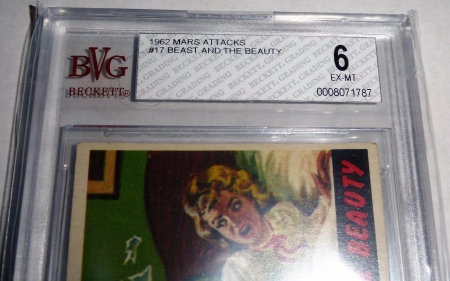 BVG
BECKETT
1962 MARS ATTACKS
#17 BEAST AND THE BEAUTY
6
EX-MT
0008071787
BEAUTY